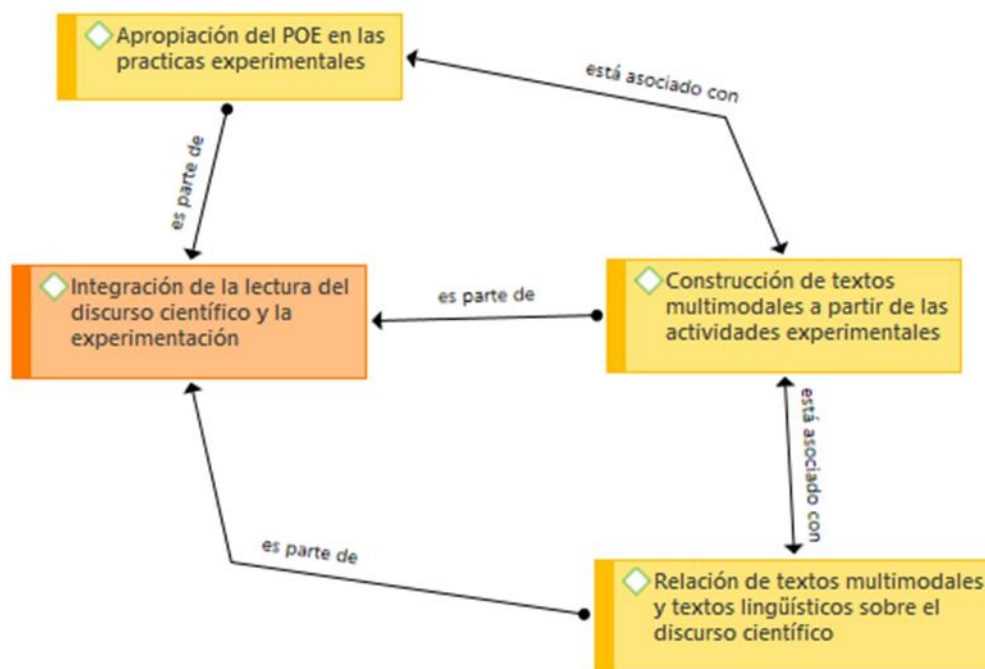 Apropiación del POE en las
practicas experimentales
está asociado con
es parte de
Integración de la lectura del
discurso científico y la
experimentación
es parte de
Construcción de textos
multimodales a partir de las
actividades experimentales
está asociado con
es parte de
Relación de textos multimodales
y textos lingüísticos sobre el
discurso científico